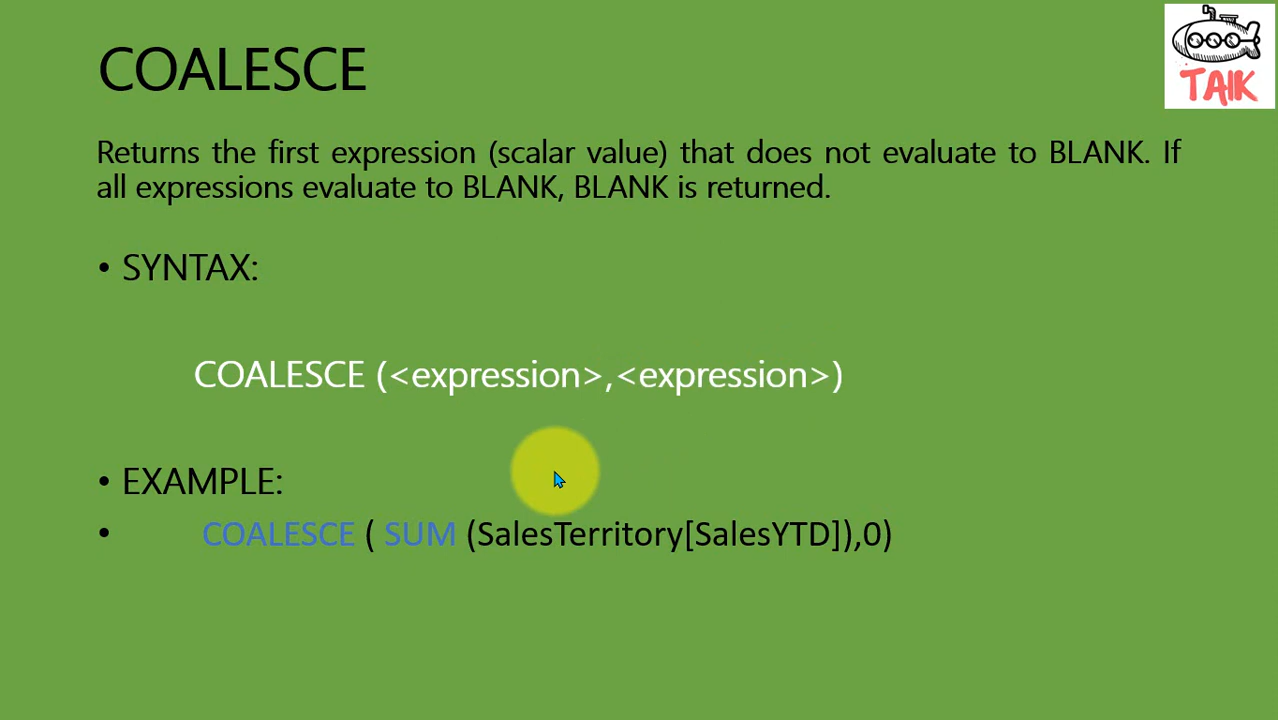 COALESCE
TAIK
Returns the first expression (scalar value) that does not evaluate to BLANK. If
all expressions evaluate to BLANK, BLANK is returned.
• SYNTAX:
COALESCE (<expression>,<expression>)
• EXAMPLE:
• COALESCE ( SUM (SalesTerritory[SalesYTD]),0)